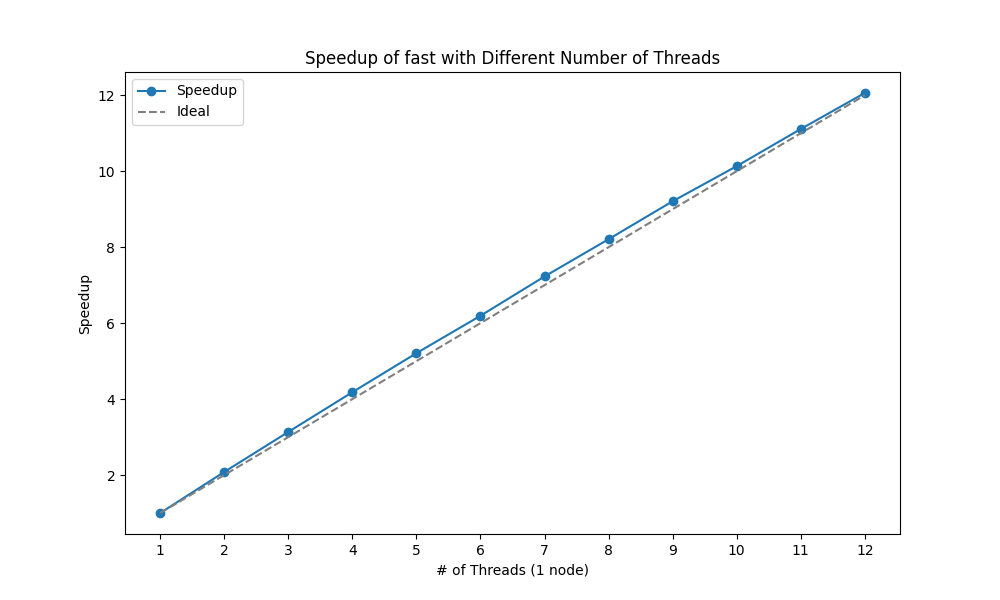 Speedup of fast with Different Number of Threads
Speedup
Ideal
12
10
8
6
4
2
Speedup
1 2 3 4 5 6 7 8 9 10 11 12
# of Threads (1 node)